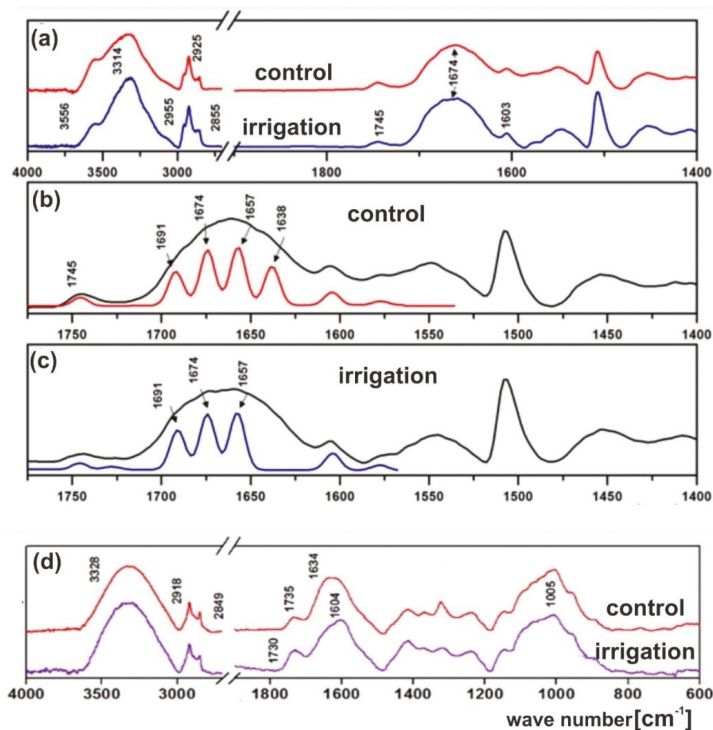 (a)
2925
3314
control
1674
3556
2955
2855
irrigation
1745
1603
4000 3500 3000 1800 1600 1400
(b)
control
1745
1691
1674
1657
1638
1750 1700 1650 1600 1550 1500 1450 1400
(c)
irrigation
1691
1674
1657
1750 1700 1650 1600 1550 1500 1450 1400
(d)
3328
2918
2849
1735
1634
1604
1730
1005
control
irrigation
4000 3500 3000 1800 1600 1400 1200 1000 800 600
wave number[cm⁻¹]